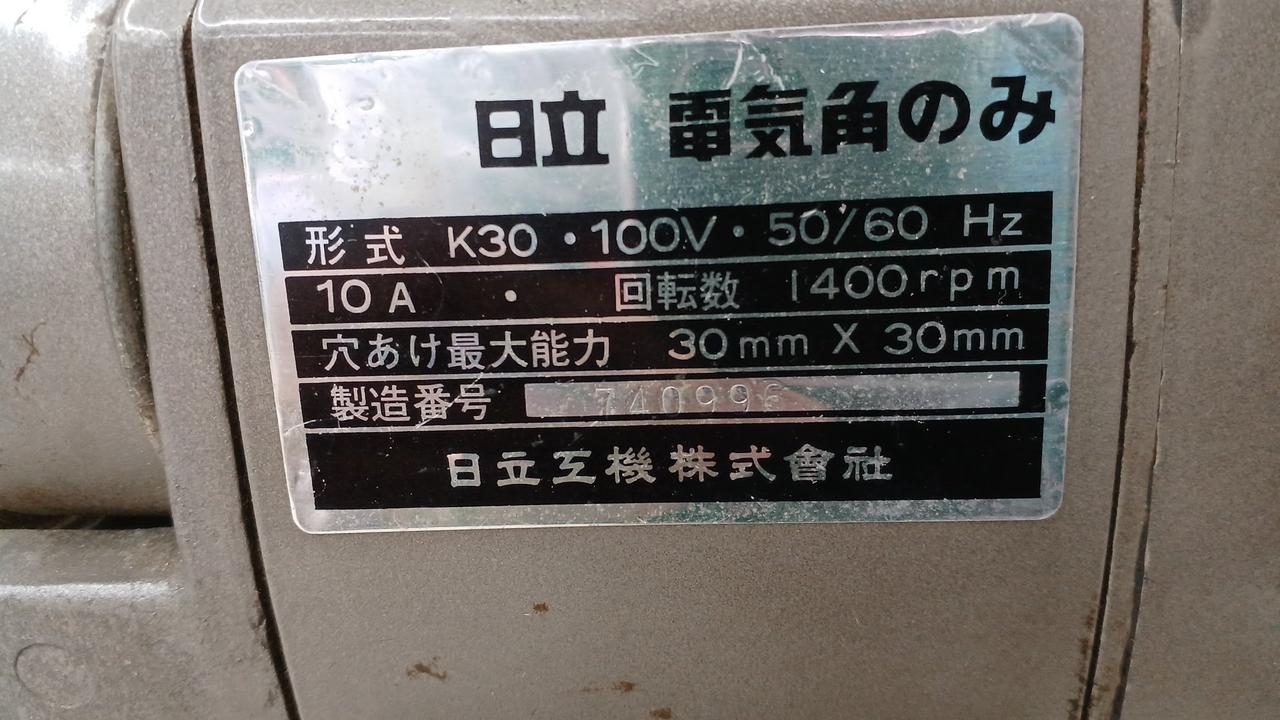 日立 電気角のみ
形式 K30・100V・50/60 Hz
10A ・ 回転数 1400rpm
穴あけ最大能力 30mm X 30mm
製造番号 740996
日立工機株式會社